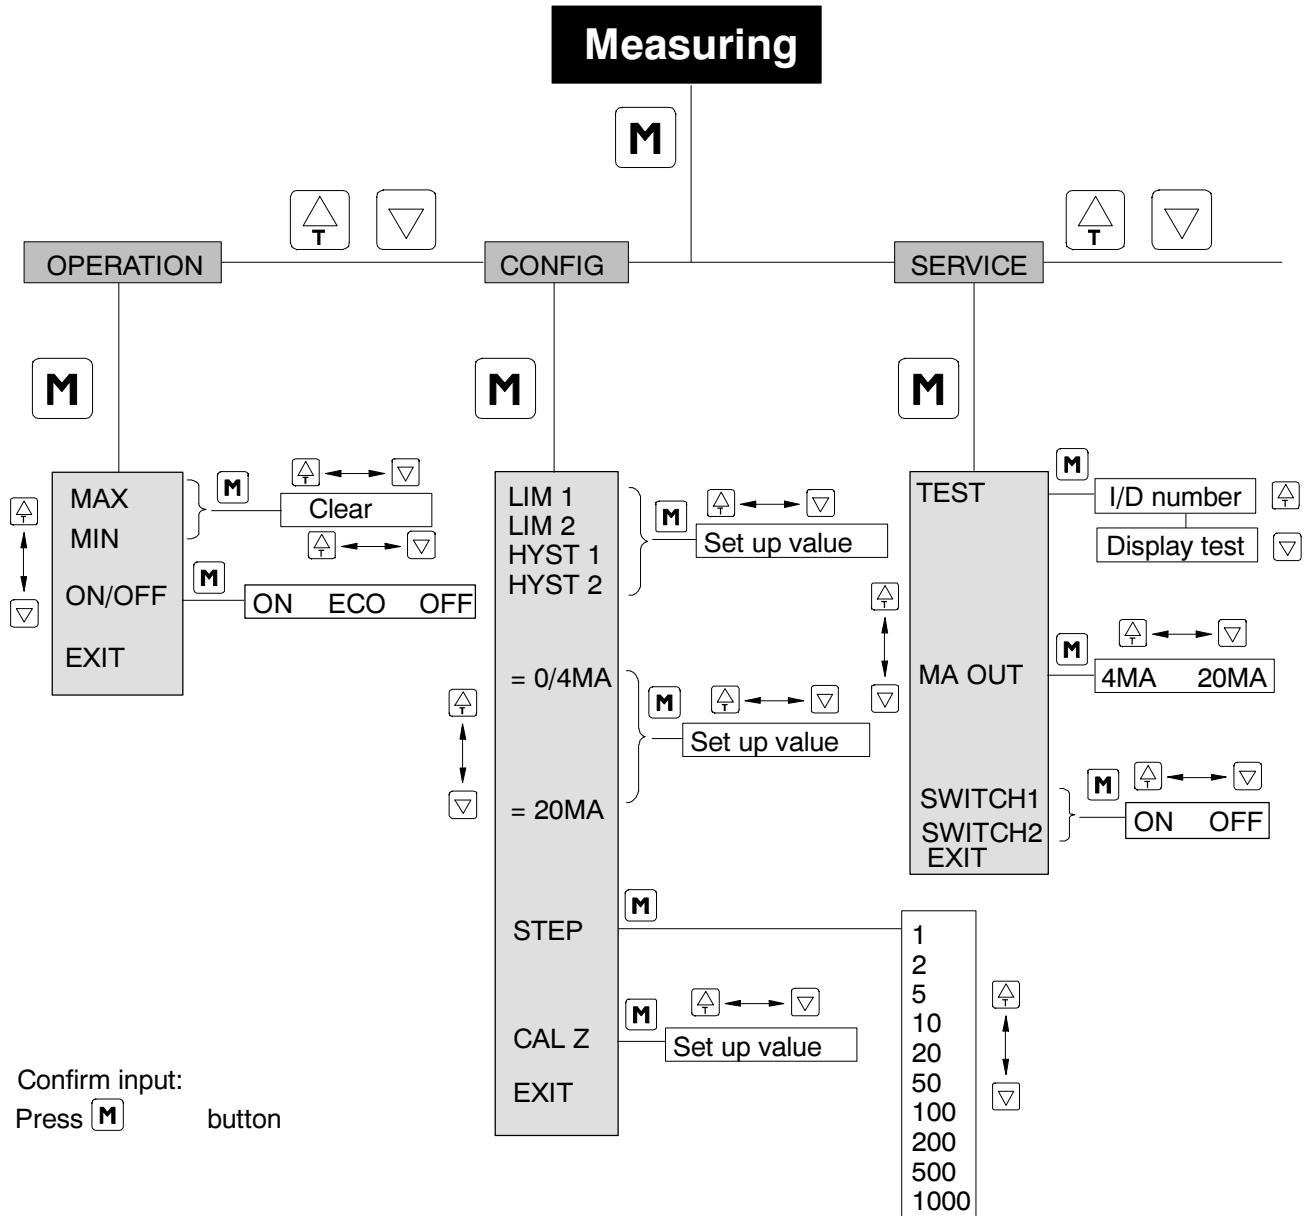 Measuring
M
T
T
OPERATION
CONFIG
SERVICE
M
M
M
MAX
MIN
ON/OFF
EXIT
M
T
Clear
T
M
ON ECO OFF
T
LIM 1
LIM 2
HYST 1
HYST 2
M
T
Set up value
= 0/4MA
= 20MA
M
T
Set up value
T
STEP
M
1
2
5
10
20
50
100
200
500
1000
T
CAL Z
M
T
Set up value
EXIT
TEST
M
I/D number
T
Display test
T
MA OUT
M
T
4MA 20MA
SWITCH1
SWITCH2
M
T
ON OFF
EXIT
Confirm input:
Press M button